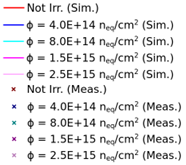 Not Irr. (Sim.)
ϕ = 4.0E+14 nₑq/cm² (Sim.)
ϕ = 8.0E+14 nₑq/cm² (Sim.)
ϕ = 1.5E+15 nₑq/cm² (Sim.)
ϕ = 2.5E+15 nₑq/cm² (Sim.)
Not Irr. (Meas.)
ϕ = 4.0E+14 nₑq/cm² (Meas.)
ϕ = 8.0E+14 nₑq/cm² (Meas.)
ϕ = 1.5E+15 nₑq/cm² (Meas.)
ϕ = 2.5E+15 nₑq/cm² (Meas.)